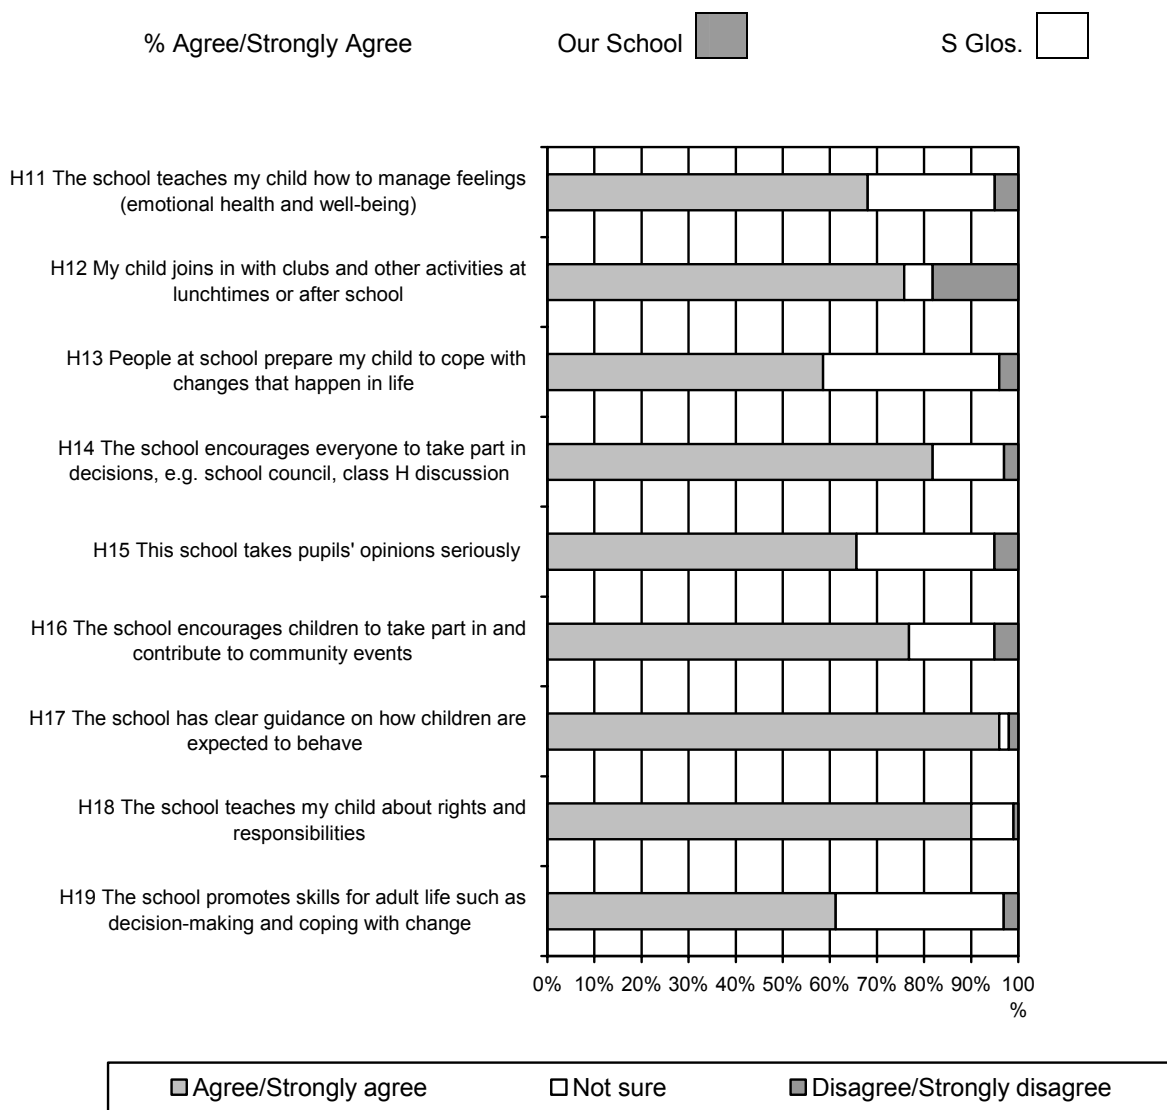 % Agree/Strongly Agree Our School S Glos.
H11 The school teaches my child how to manage feelings
(emotional health and well-being)
H12 My child joins in with clubs and other activities at
lunchtimes or after school
H13 People at school prepare my child to cope with
changes that happen in life
H14 The school encourages everyone to take part in
decisions, e.g. school council, class H discussion
H15 This school takes pupils' opinions seriously
H16 The school encourages children to take part in and
contribute to community events
H17 The school has clear guidance on how children are
expected to behave
H18 The school teaches my child about rights and
responsibilities
H19 The school promotes skills for adult life such as
decision-making and coping with change
0% 10% 20% 30% 40% 50% 60% 70% 80% 90% 100
%
Agree/Strongly agree Not sure Disagree/Strongly disagree